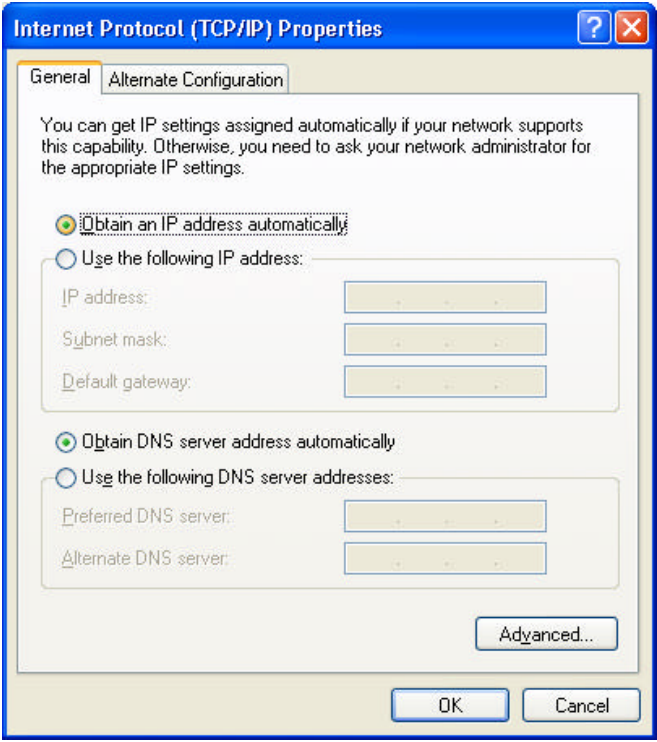 Internet Protocol (TCP/IP) Properties
General
Alternate Configuration
You can get IP settings assigned automatically if your network supports
this capability. Otherwise, you need to ask your network administrator for
the appropriate IP settings.
Obtain an IP address automatically
Use the following IP address:
IP address:
Subnet mask:
Default gateway:
Obtain DNS server address automatically
Use the following DNS server addresses:
Preferred DNS server:
Alternate DNS server:
Advanced...
OK
Cancel